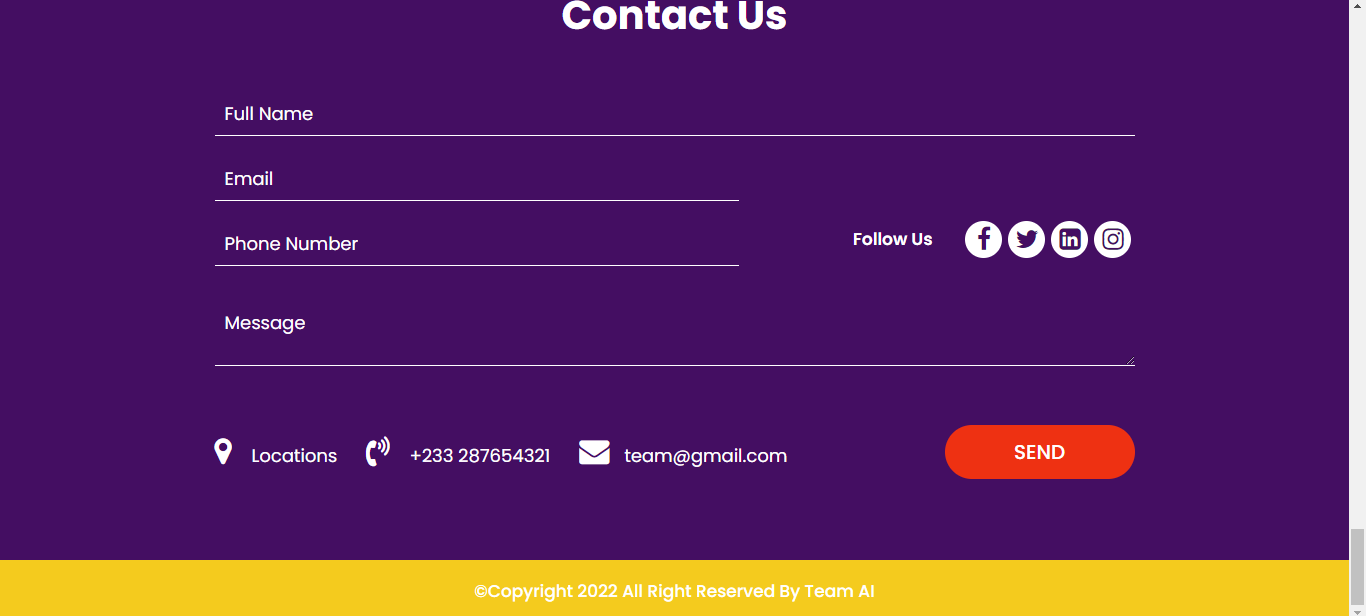 Contact Us
Full Name
Email
Phone Number
Follow Us
Message
Locations +233 287654321 team@gmail.com SEND
©Copyright 2022 All Right Reserved By Team AI